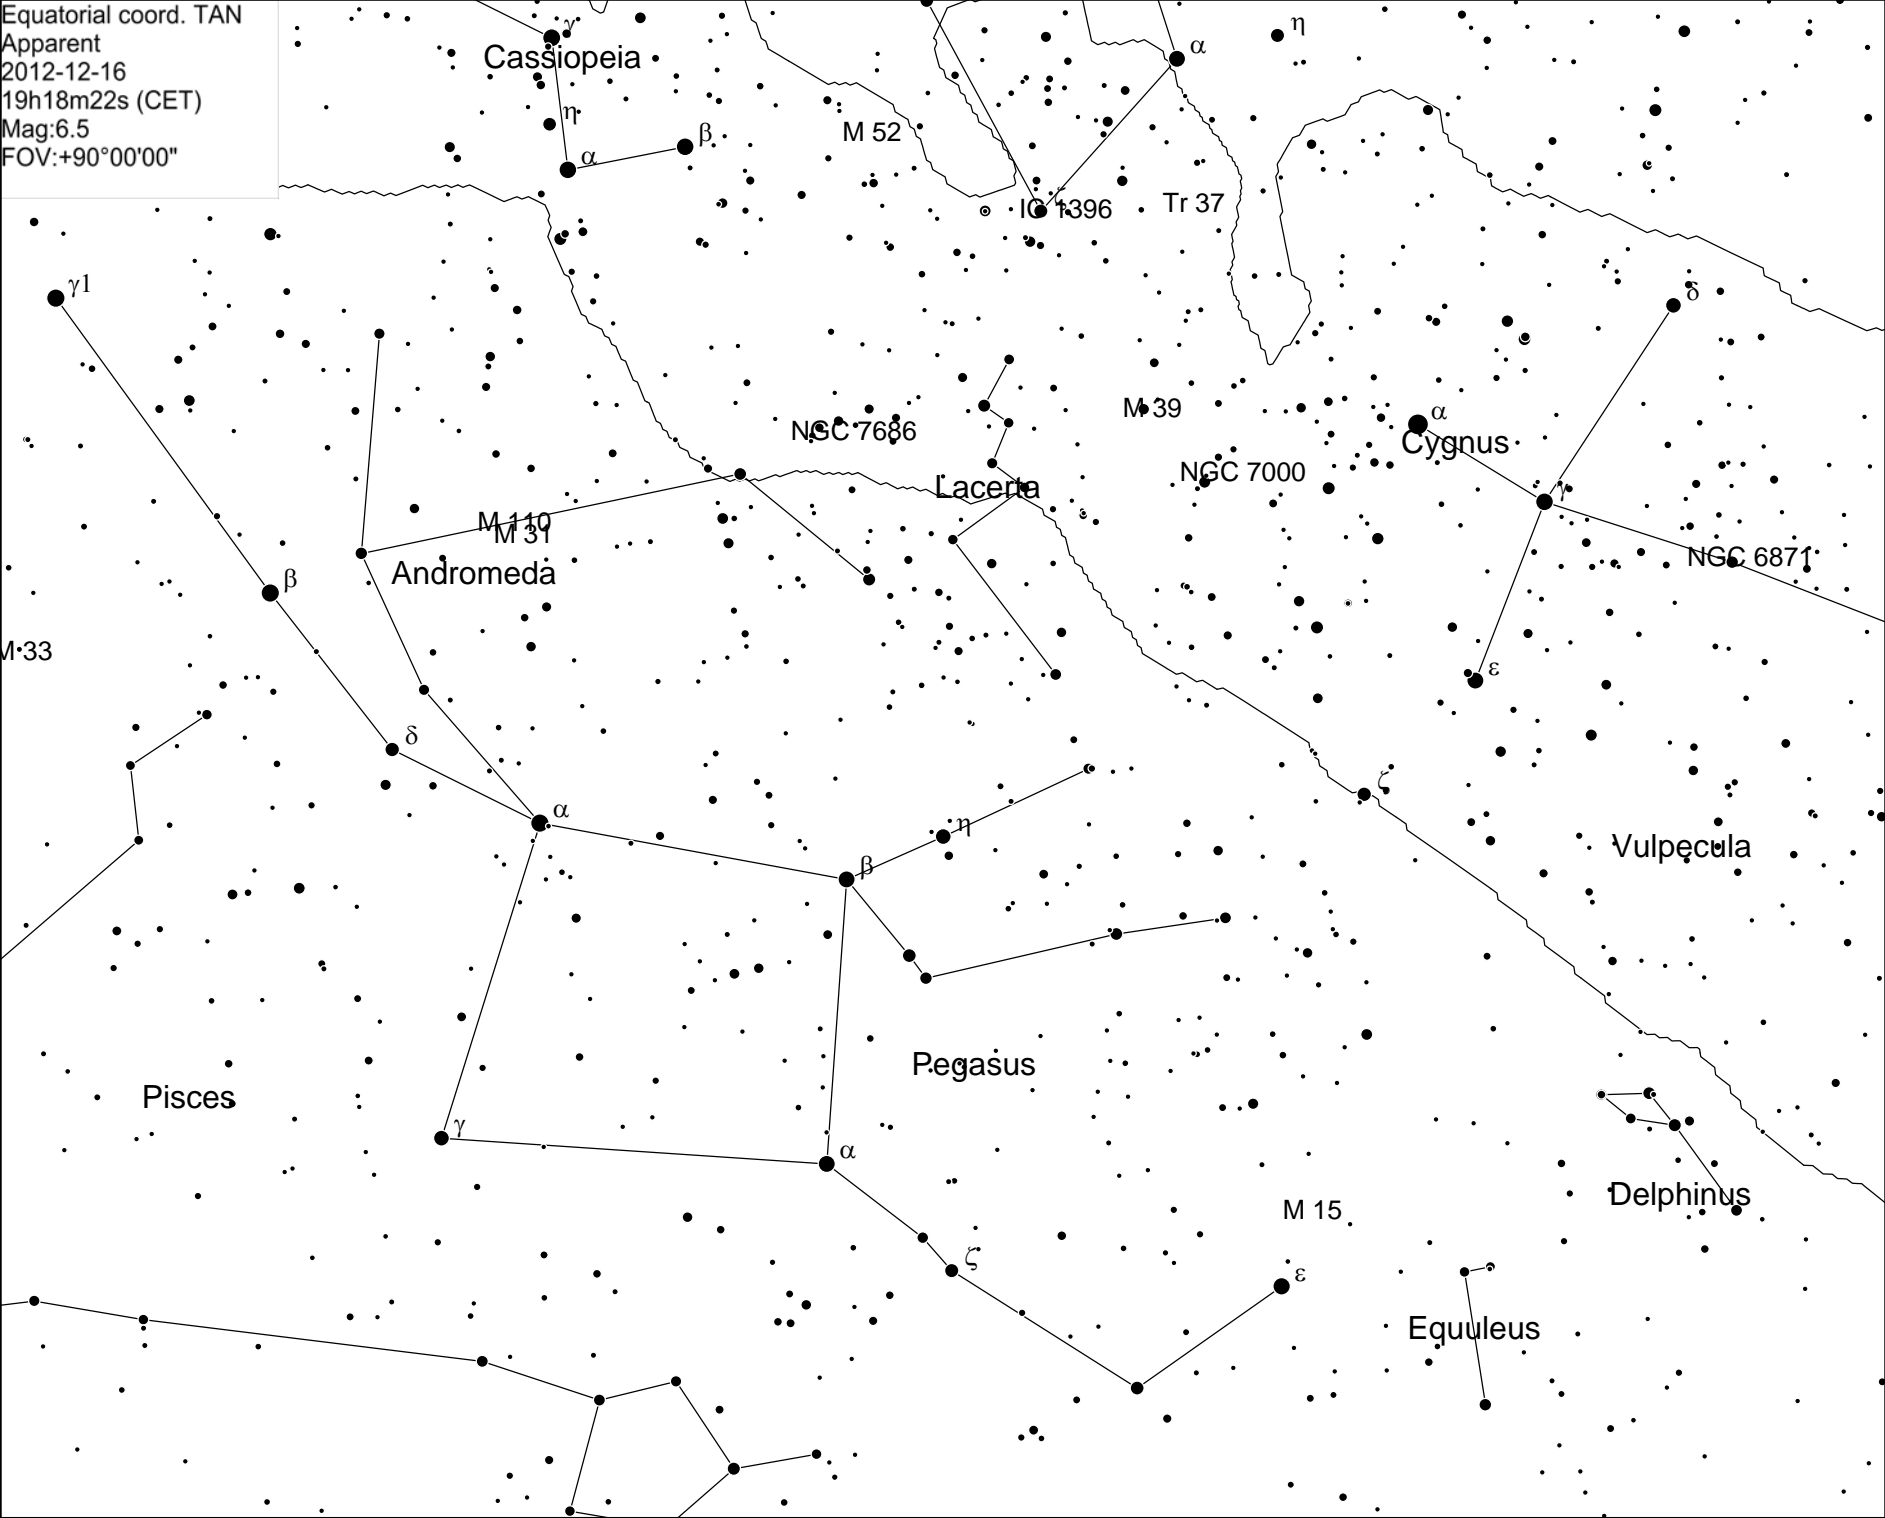 Equatorial coord. TAN
Apparent
2012-12-16
19h18m22s (CET)
Mag:6.5
FOV:+90°00'00"
γ
Cassiopeia
η
α
β
M 52
α
η
ζ
IC 1396
Tr 37
γ1
δ
NGC 7686
M 39
α
Cygnus
NGC 7000
Lacerta
γ
M 110
M 31
Andromeda
NGC 6871
β
M 33
ε
δ
ζ
α
η
β
Vulpecula
Pegasus
Pisces
γ
α
Delphinus
M 15
ζ
ε
Equuleus